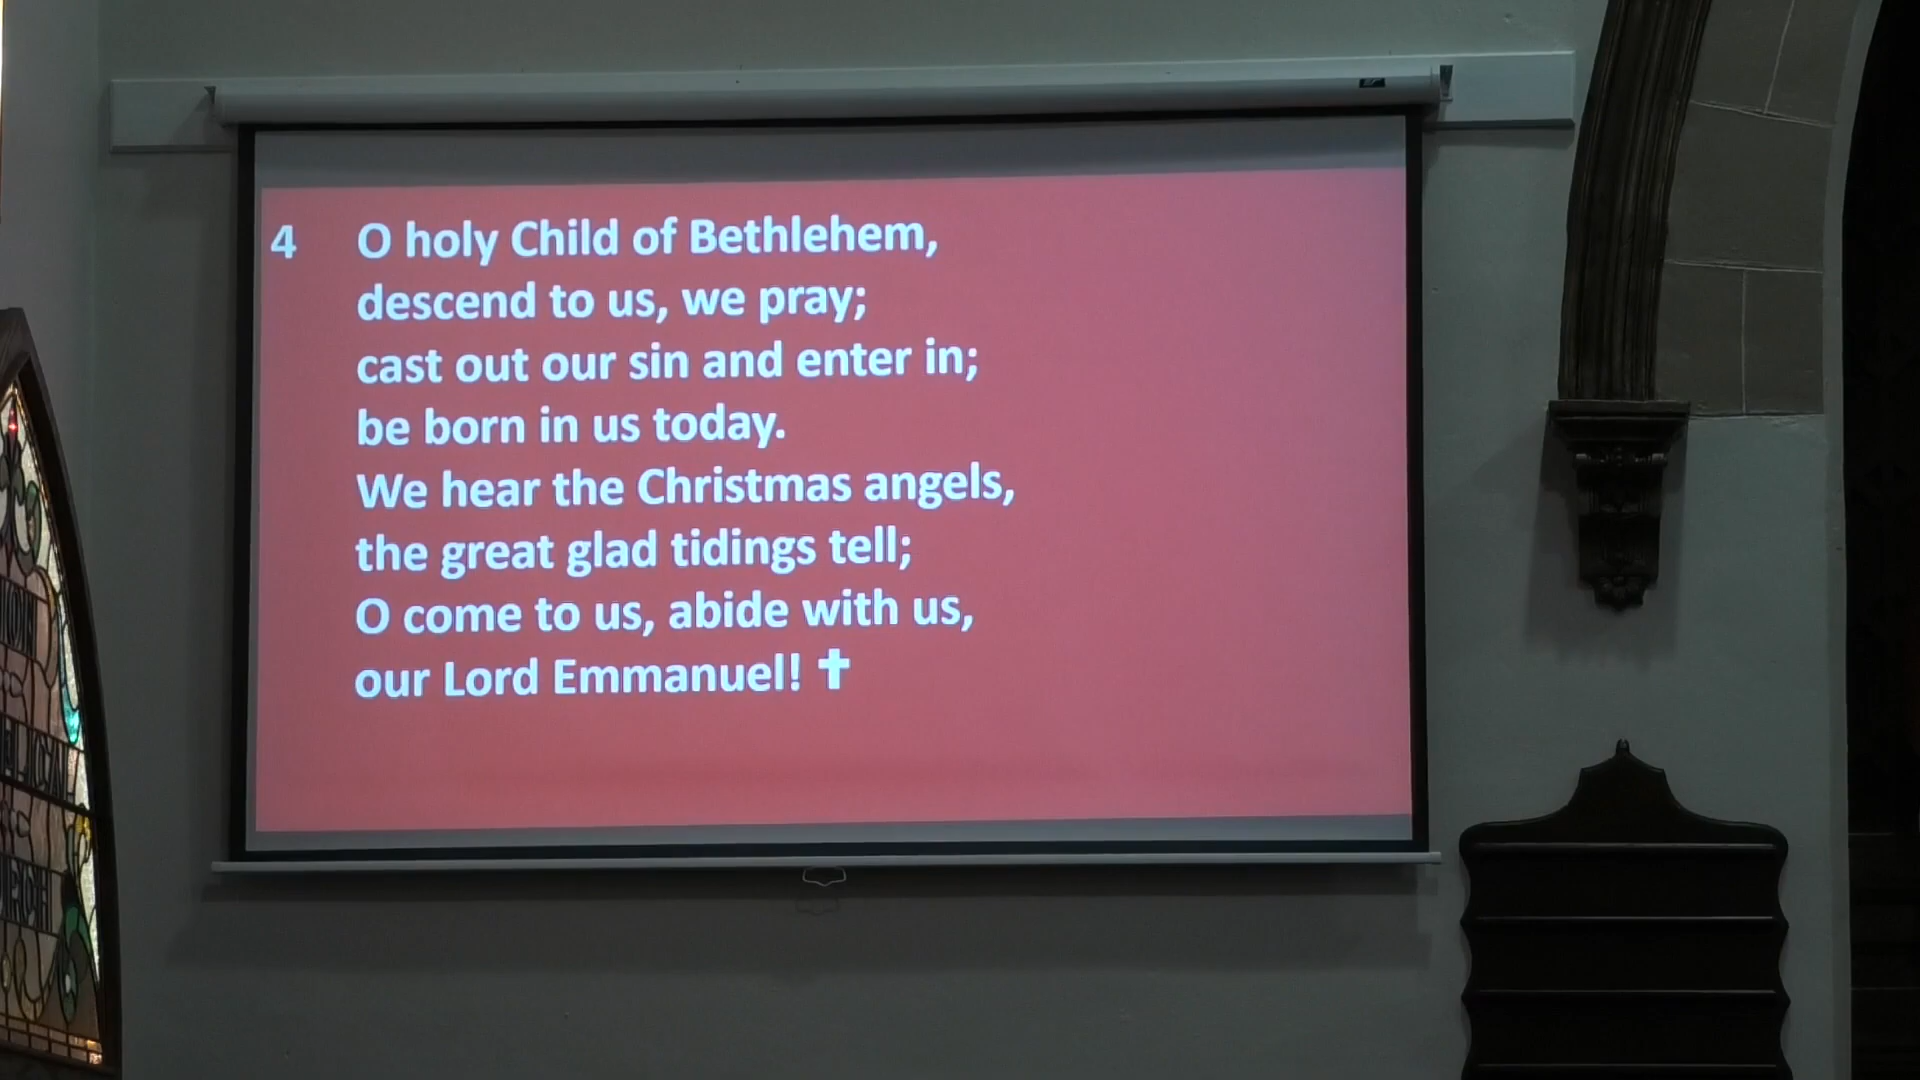 4 O holy Child of Bethlehem,
descend to us, we pray;
cast out our sin and enter in;
be born in us today.
We hear the Christmas angels,
the great glad tidings tell;
O come to us, abide with us,
our Lord Emmanuel! ✝